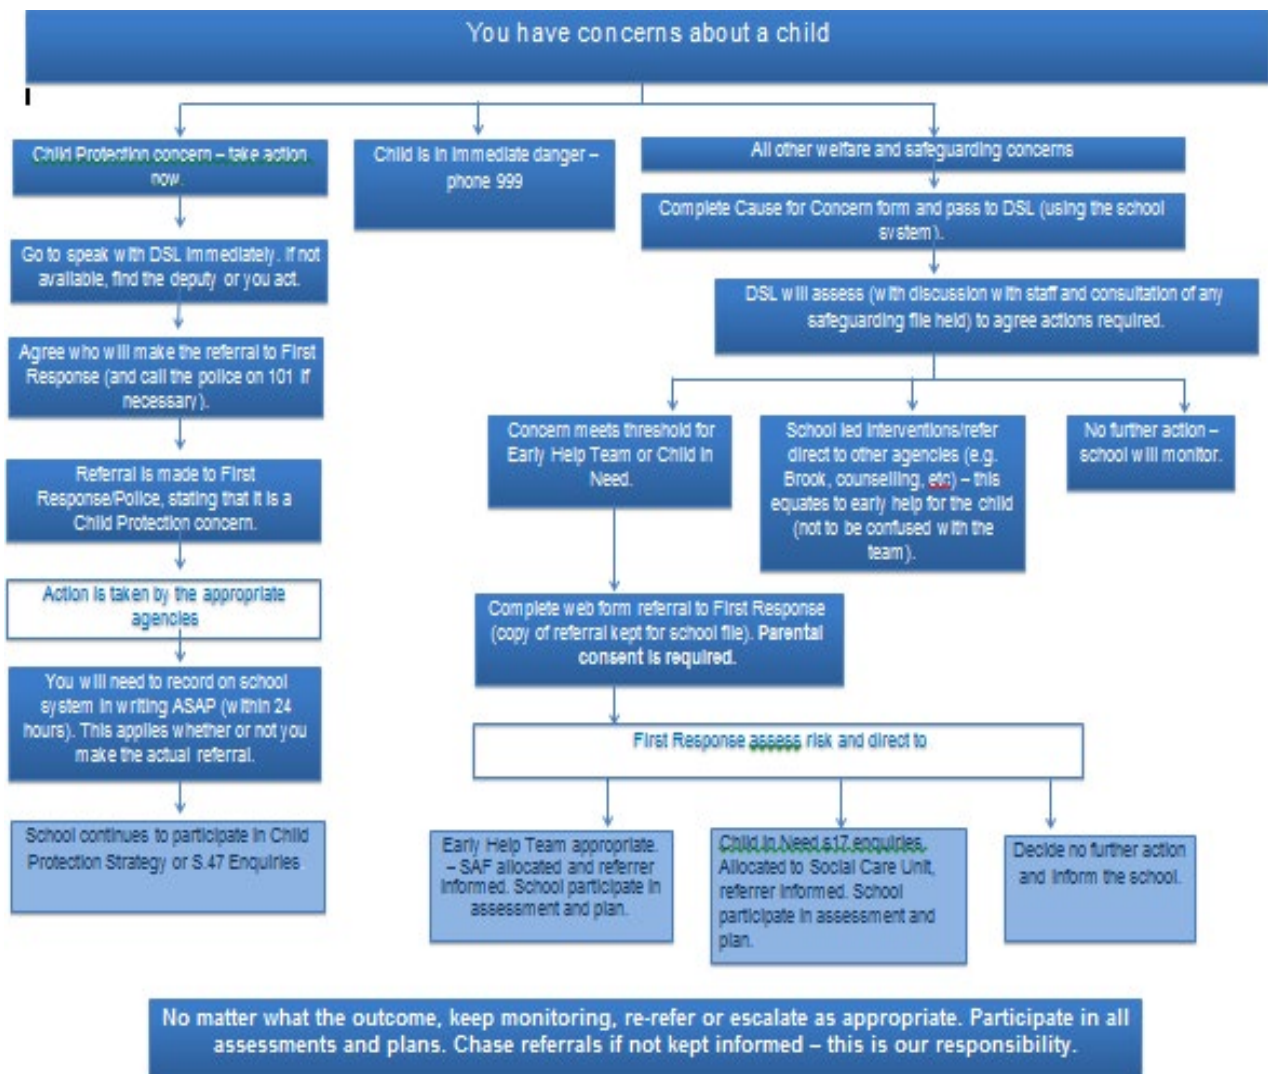 You have concerns about a child
Child Protection concern – take action
now.
Go to speak with DSL immediately. If not
available, find the deputy or you act.
Agree who will make the referral to First
Response (and call the police on 101 if
necessary).
Referral is made to First
Response/Police, stating that it is a
Child Protection concern.
Action is taken by the appropriate
agencies
You will need to record on school
system in writing ASAP (within 24
hours). This applies whether or not you
make the actual referral.
School continues to participate in Child
Protection Strategy or S.47 Enquiries
Child is in immediate danger –
phone 999
All other welfare and safeguarding concerns
Complete Cause for Concern form and pass to DSL (using the school
system).
DSL will assess (with discussion with staff and consultation of any
safeguarding file held) to agree actions required.
Concern meets threshold for
Early Help Team or Child in
Need.
School led interventions/refer
direct to other agencies (e.g.
Brook, counselling, etc) – this
equates to early help for the child
(not to be confused with the
team).
No further action –
school will monitor.
Complete web form referral to First Response
(copy of referral kept for school file). Parental
consent is required.
First Response assess risk and direct to
Early Help Team appropriate.
– SAF allocated and referrer
informed. School participate in
assessment and plan.
Child in Need s17 enquiries.
Allocated to Social Care Unit,
referrer informed. School
participate in assessment and
plan.
Decide no further action
and inform the school.
No matter what the outcome, keep monitoring, re-refer or escalate as appropriate. Participate in all
assessments and plans. Chase referrals if not kept informed – this is our responsibility.